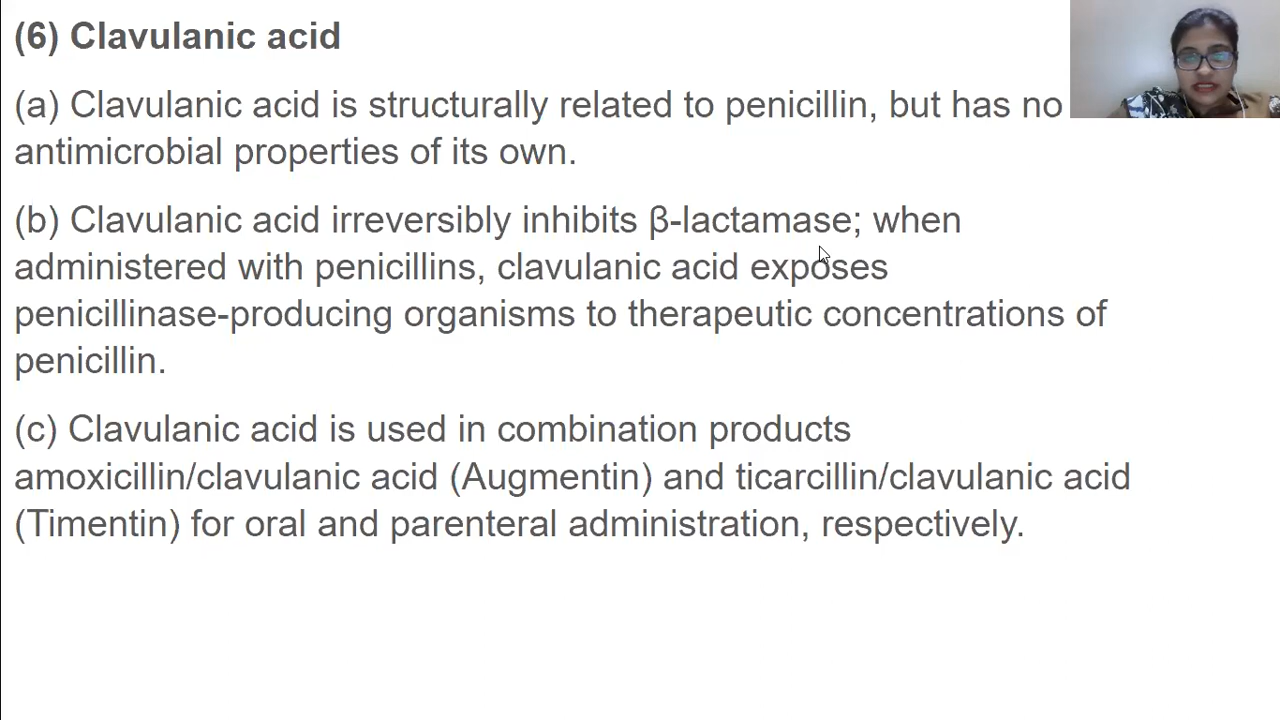 (6) Clavulanic acid
(a) Clavulanic acid is structurally related to penicillin, but has no
antimicrobial properties of its own.
(b) Clavulanic acid irreversibly inhibits β-lactamase; when
administered with penicillins, clavulanic acid exposes
penicillinase-producing organisms to therapeutic concentrations of
penicillin.
(c) Clavulanic acid is used in combination products
amoxicillin/clavulanic acid (Augmentin) and ticarcillin/clavulanic acid
(Timentin) for oral and parenteral administration, respectively.